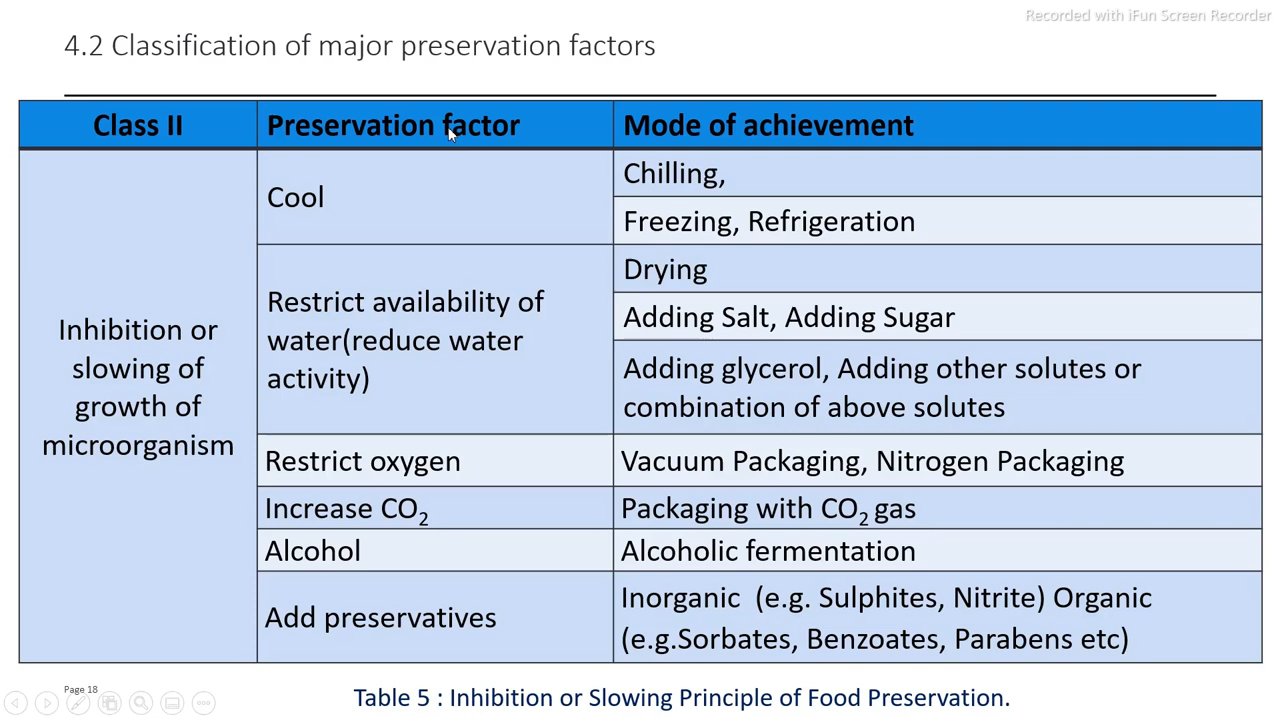 Recorded with iFun Screen Recorder
4.2 Classification of major preservation factors
Class II
Preservation factor
Mode of achievement
Inhibition or
slowing of
growth of
microorganism
Cool
Chilling,
Freezing, Refrigeration
Restrict availability of
water(reduce water
activity)
Drying
Adding Salt, Adding Sugar
Adding glycerol, Adding other solutes or
combination of above solutes
Restrict oxygen
Vacuum Packaging, Nitrogen Packaging
Increase CO₂
Packaging with CO₂ gas
Alcohol
Alcoholic fermentation
Add preservatives
Inorganic (e.g. Sulphites, Nitrite) Organic
(e.g.Sorbates, Benzoates, Parabens etc)
Page 18
Table 5 : Inhibition or Slowing Principle of Food Preservation.